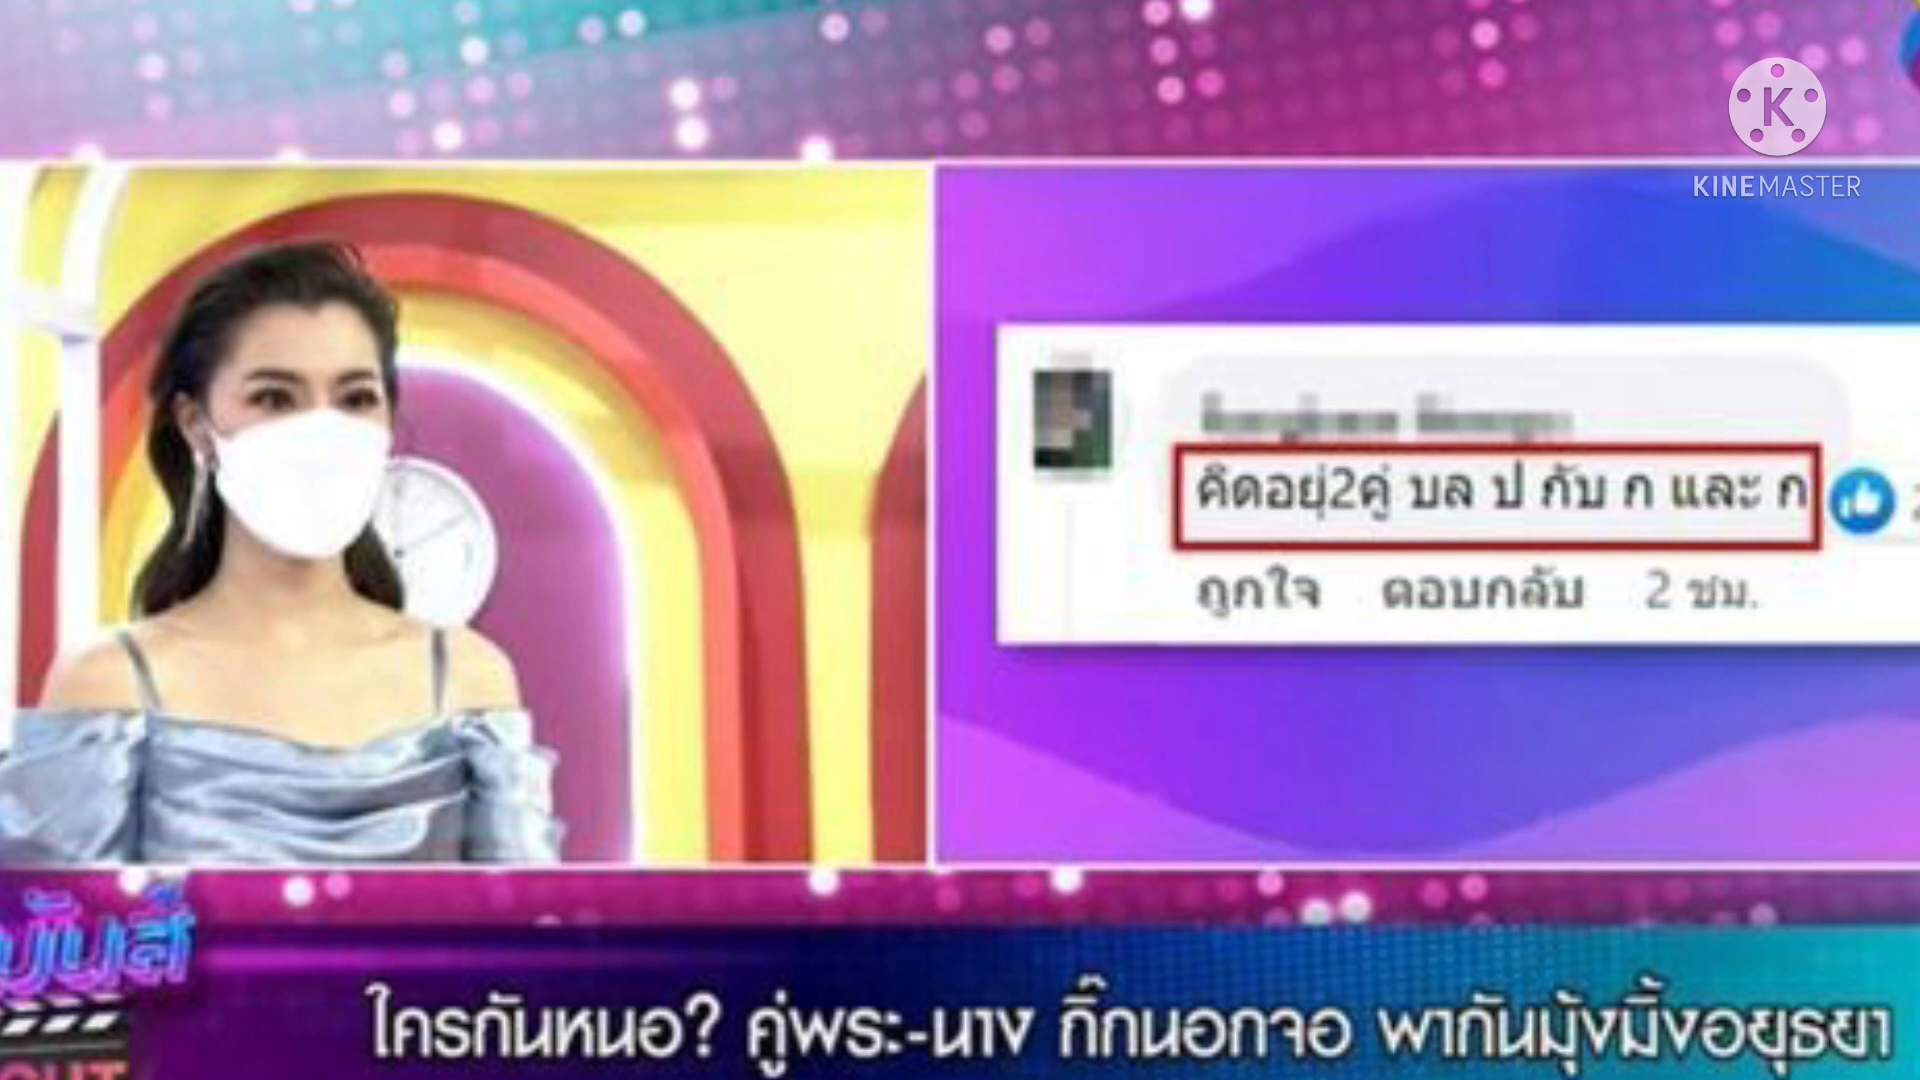 K
KINEMASTER
คิดอยุ่2คู่ บล ป กับ ก และ ก
ถูกใจ ตอบกลับ 2 ชม.
ใครกันหนอ? คู่พระ-นาง กิ๊กนอกจอ พากันมุ้งมิ้งอยุธยา